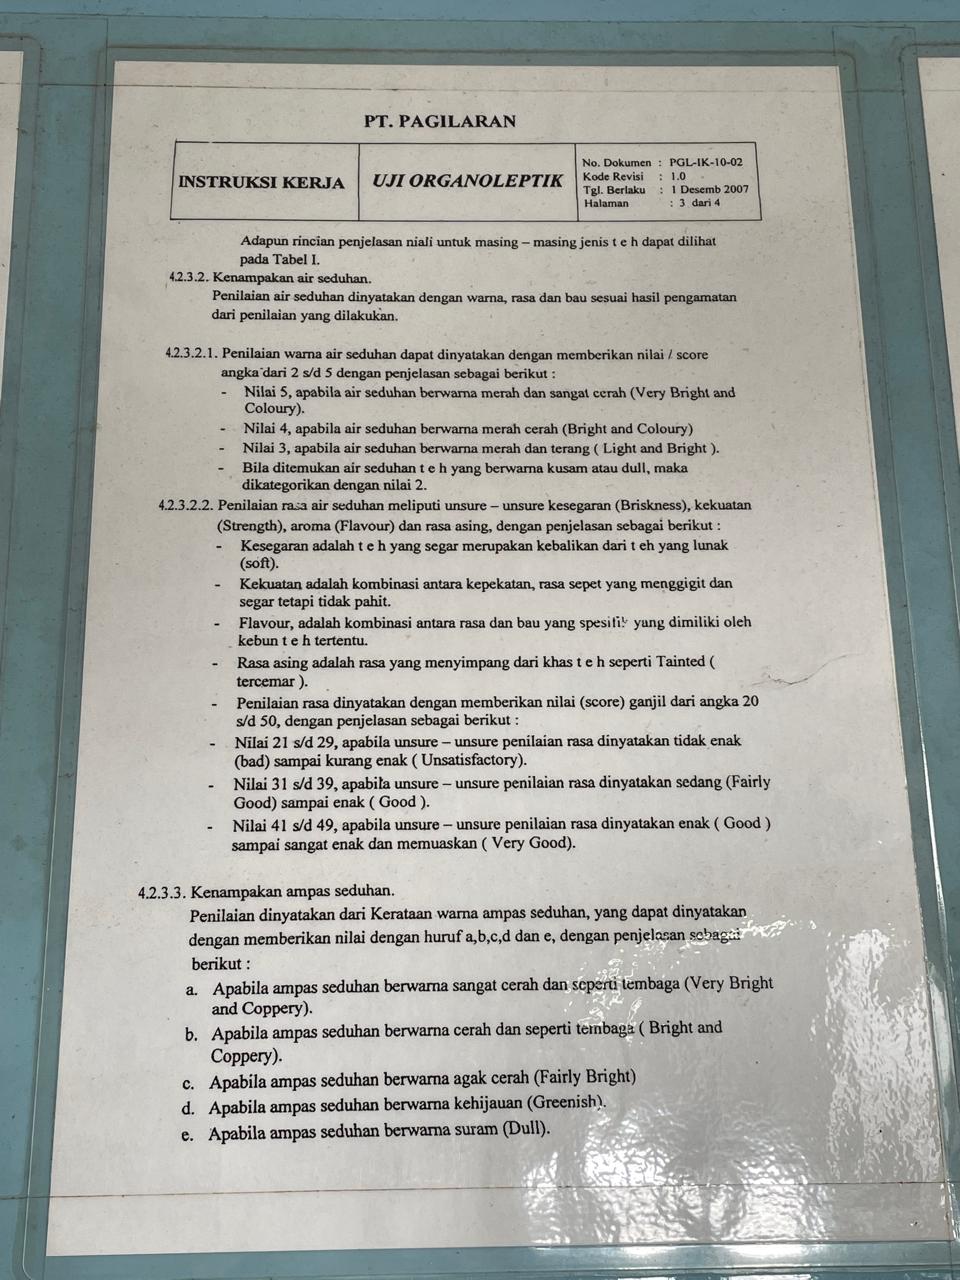 PT. PAGILARAN
INSTRUKSI KERJA
UJI ORGANOLEPTIK
No. Dokumen : PGL-IK-10-02
Kode Revisi : 1.0
Tgl. Berlaku : 1 Desemb 2007
Halaman : 3 dari 4
Adapun rincian penjelasan niali untuk masing – masing jenis t e h dapat dilihat
pada Tabel I.
4.2.3.2. Kenampakan air seduhan.
Penilaian air seduhan dinyatakan dengan warna, rasa dan bau sesuai hasil pengamatan
dari penilaian yang dilakukan.
4.2.3.2.1. Penilaian warna air seduhan dapat dinyatakan dengan memberikan nilai / score
angka dari 2 s/d 5 dengan penjelasan sebagai berikut :
- Nilai 5, apabila air seduhan berwarna merah dan sangat cerah (Very Bright and
Coloury).
- Nilai 4, apabila air seduhan berwarna merah cerah (Bright and Coloury)
- Nilai 3, apabila air seduhan berwarna merah dan terang ( Light and Bright ).
- Bila ditemukan air seduhan t e h yang berwarna kusam atau dull, maka
dikategorikan dengan nilai 2.
4.2.3.2.2. Penilaian rasa air seduhan meliputi unsure – unsure kesegaran (Briskness), kekuatan
(Strength), aroma (Flavour) dan rasa asing, dengan penjelasan sebagai berikut :
- Kesegaran adalah t e h yang segar merupakan kebalikan dari t eh yang lunak
(soft).
- Kekuatan adalah kombinasi antara kepekatan, rasa sepet yang menggigit dan
segar tetapi tidak pahit.
- Flavour, adalah kombinasi antara rasa dan bau yang spesifik yang dimiliki oleh
kebun t e h tertentu.
- Rasa asing adalah rasa yang menyimpang dari khas t e h seperti Tainted (
tercemar ).
- Penilaian rasa dinyatakan dengan memberikan nilai (score) ganjil dari angka 20
s/d 50, dengan penjelasan sebagai berikut :
- Nilai 21 s/d 29, apabila unsure – unsure penilaian rasa dinyatakan tidak enak
(bad) sampai kurang enak ( Unsatisfactory).
- Nilai 31 s/d 39, apabila unsure – unsure penilaian rasa dinyatakan sedang (Fairly
Good) sampai enak ( Good ).
- Nilai 41 s/d 49, apabila unsure – unsure penilaian rasa dinyatakan enak ( Good )
sampai sangat enak dan memuaskan ( Very Good).
4.2.3.3. Kenampakan ampas seduhan.
Penilaian dinyatakan dari Kerataan warna ampas seduhan, yang dapat dinyatakan
dengan memberikan nilai dengan huruf a,b,c,d dan e, dengan penjelasan sebagai
berikut :
a. Apabila ampas seduhan berwarna sangat cerah dan seperti tembaga (Very Bright
and Coppery).
b. Apabila ampas seduhan berwarna cerah dan seperti tembaga ( Bright and
Coppery).
c. Apabila ampas seduhan berwarna agak cerah (Fairly Bright)
d. Apabila ampas seduhan berwarna kehijauan (Greenish).
e. Apabila ampas seduhan berwarna suram (Dull).